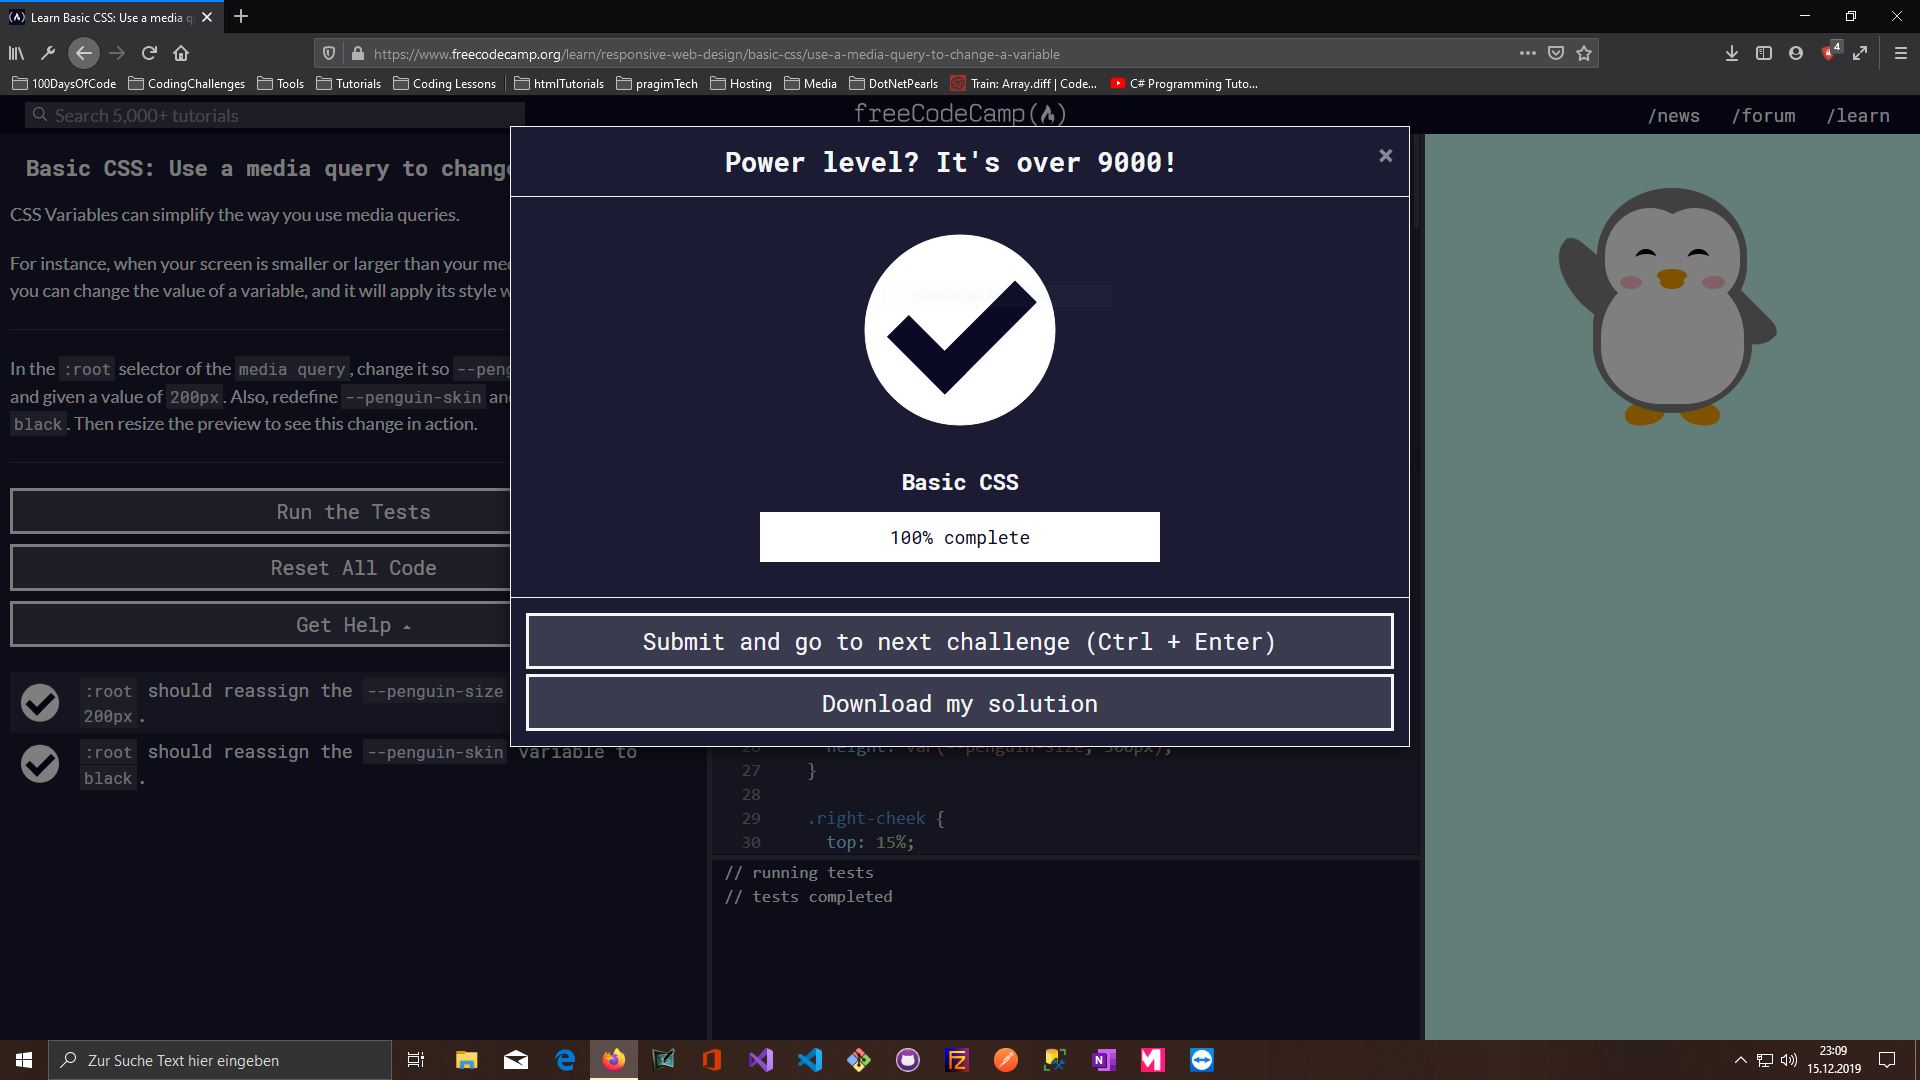 Learn Basic CSS: Use a media q
https://www.freecodecamp.org/learn/responsive-web-design/basic-css/use-a-media-query-to-change-a-variable
4
100DaysOfCode CodingChallenges Tools Tutorials Coding Lessons htmlTutorials pragimTech Hosting Media DotNetPearls Train: Array.diff | Code... C# Programming Tuto...
Search 5,000+ tutorials
freeCodeCamp
/news /forum /learn
Basic CSS: Use a media query to change
CSS Variables can simplify the way you use media queries.
For instance, when your screen is smaller or larger than your
you can change the value of a variable, and it will apply its style
In the :root selector of the media query, change it so
and given a value of 200px. Also, redefine --penguin-skin
black. Then resize the preview to see this change in action.
Run the Tests
Reset All Code
Get Help
:root should reassign the --penguin-size
200px.
:root should reassign the --penguin-skin variable to
black.
Power level? It's over 9000!
×
Basic CSS
100% complete
Submit and go to next challenge (Ctrl + Enter)
Download my solution
26 height: var(--penguin-size, 300px);
27 }
28
29 .right-cheek {
30 top: 15%;
// running tests
// tests completed
Zur Suche Text hier eingeben
23:09
15.12.2019